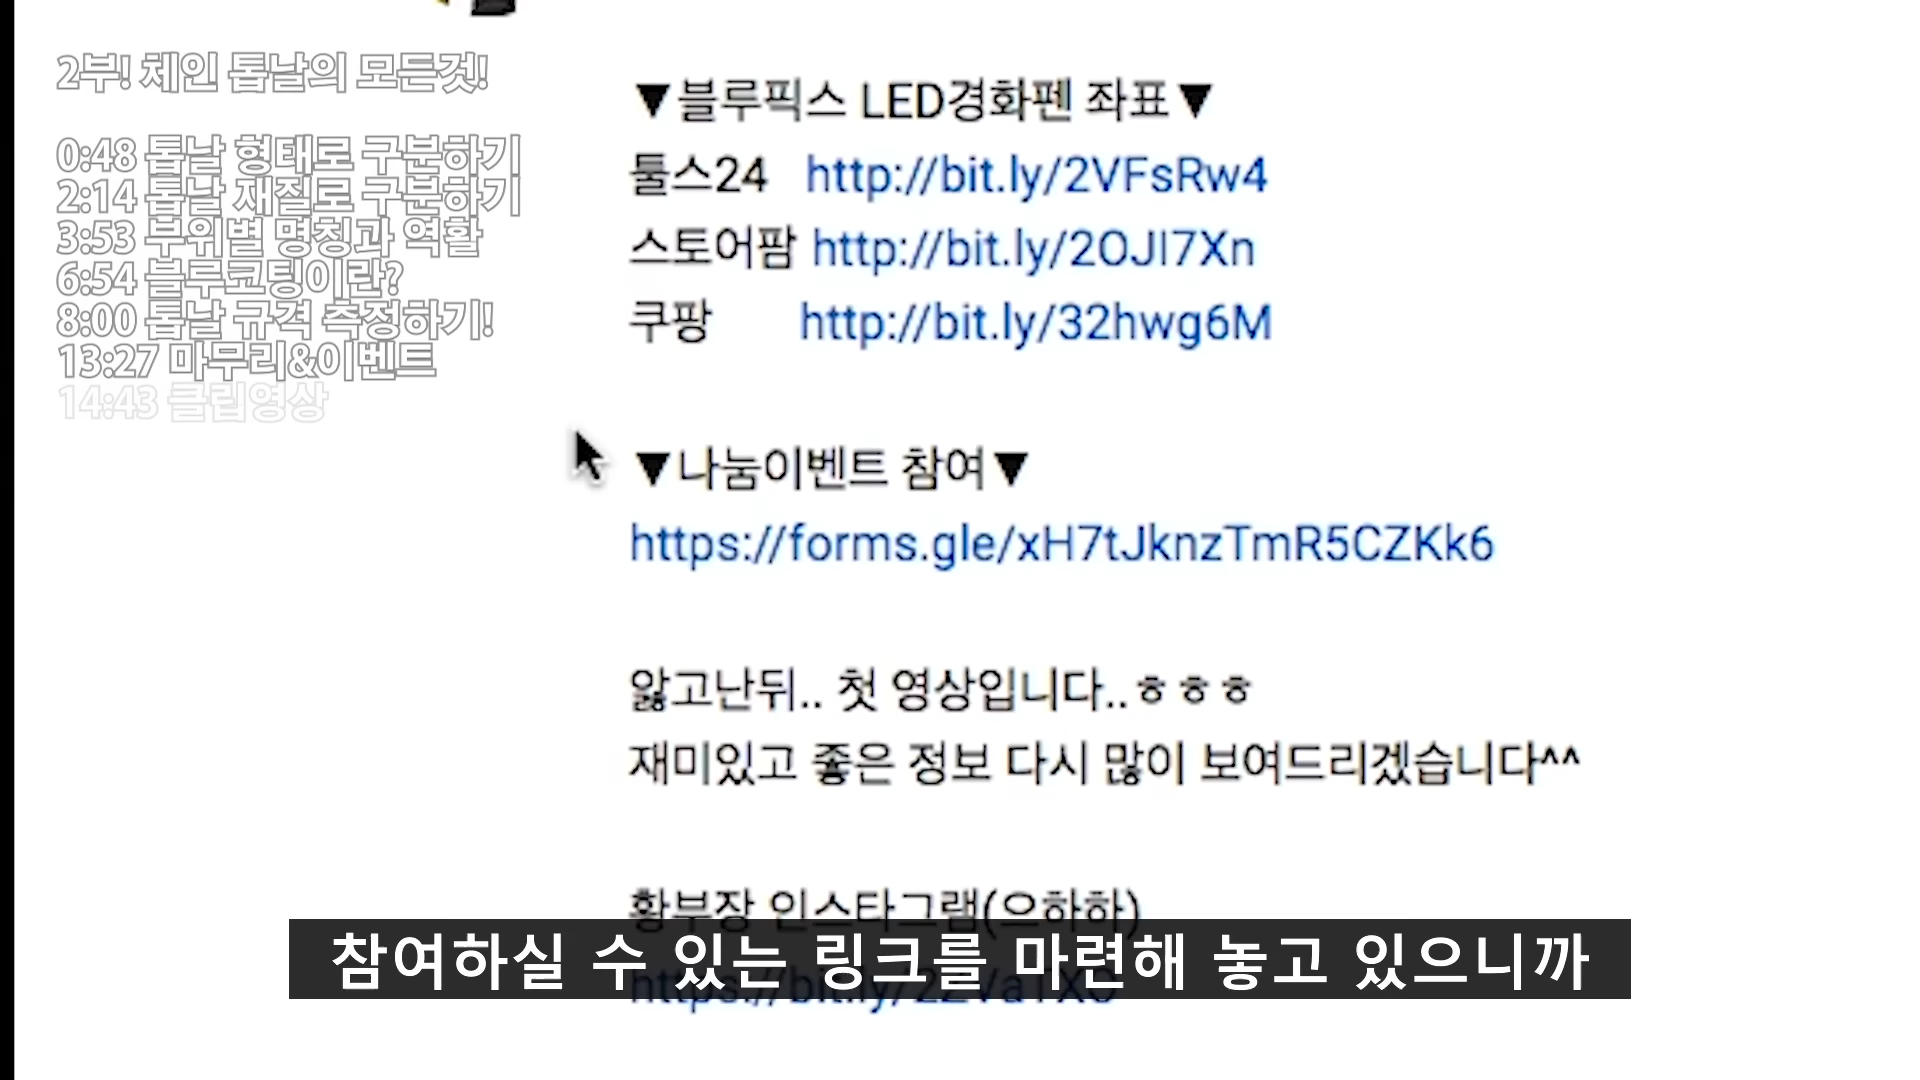 2부! 체인 톱날의 모든것!
0:48 톱날 형태로 구분하기
2:14 톱날 재질로 구분하기
3:53 부위별 명칭과 역활
6:54 블루코팅이란?
8:00 톱날 규격 측정하기!
13:27 마무리&이벤트
14:43 클립영상
▼블루픽스 LED경화펜 좌표▼
툴스24 http://bit.ly/2VFsRw4
스토어팜 http://bit.ly/2OJI7Xn
쿠팡 http://bit.ly/32hwg6M
▼나눔이벤트 참여▼
https://forms.gle/xH7tJknzTmR5CZKk6
앓고난뒤.. 첫 영상입니다..ㅎㅎㅎ
재미있고 좋은 정보 다시 많이 보여드리겠습니다^^
황부장 인스타그램(으하하)
참여하실 수 있는 링크를 마련해 놓고 있으니까